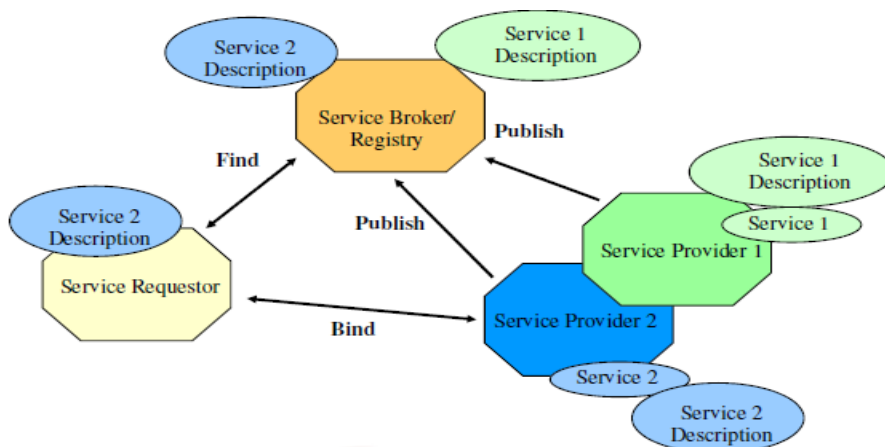 Service 2
Description
Service 1
Description
Service Broker/
Registry
Publish
Find
Service 1
Description
Service 2
Description
Publish
Service 1
Service Provider 1
Service Requestor
Bind
Service Provider 2
Service 2
Service 2
Description